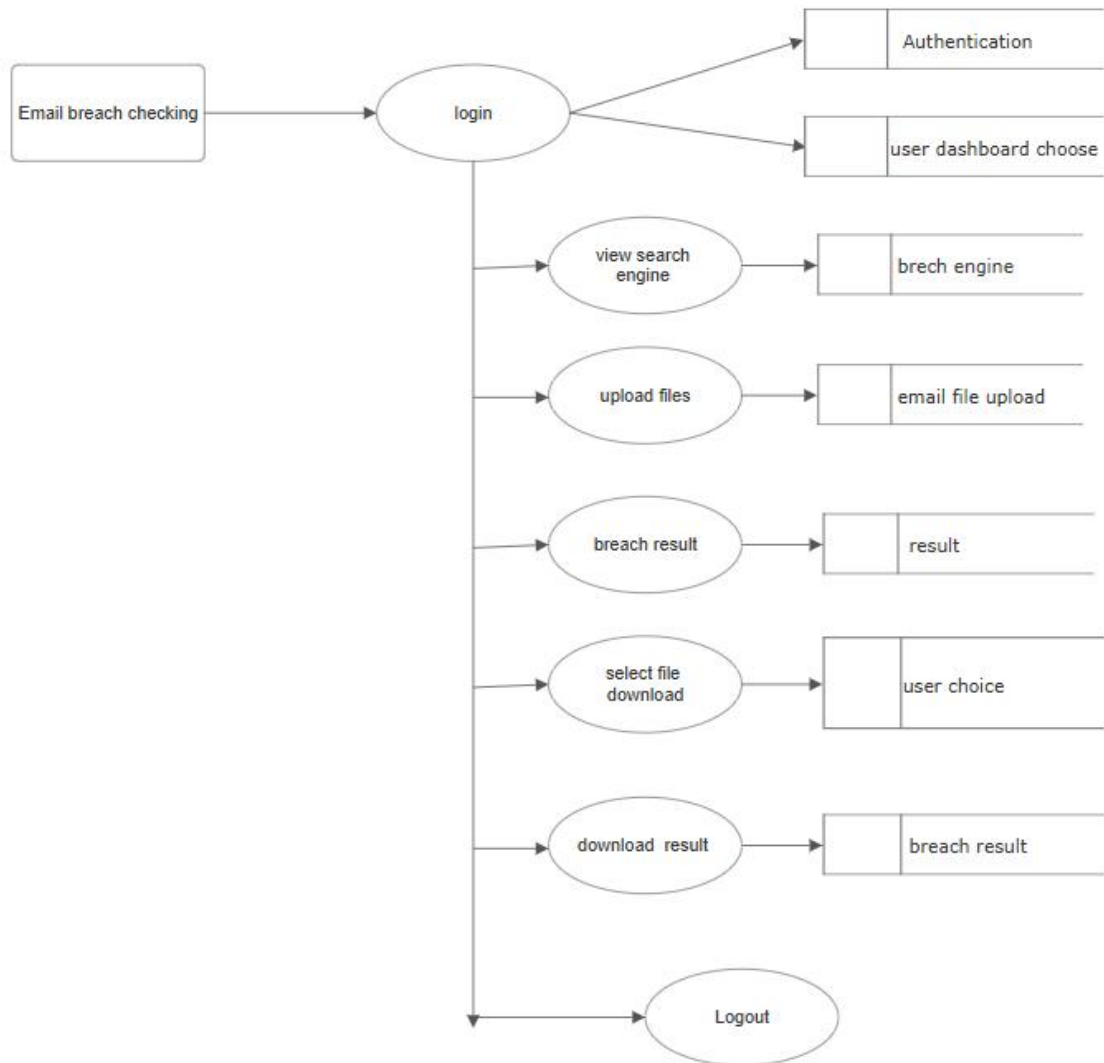 Authentication
Email breach checking
login
user dashboard choose
view search
engine
brech engine
upload files
email file upload
breach result
result
select file
download
user choice
download result
breach result
Logout